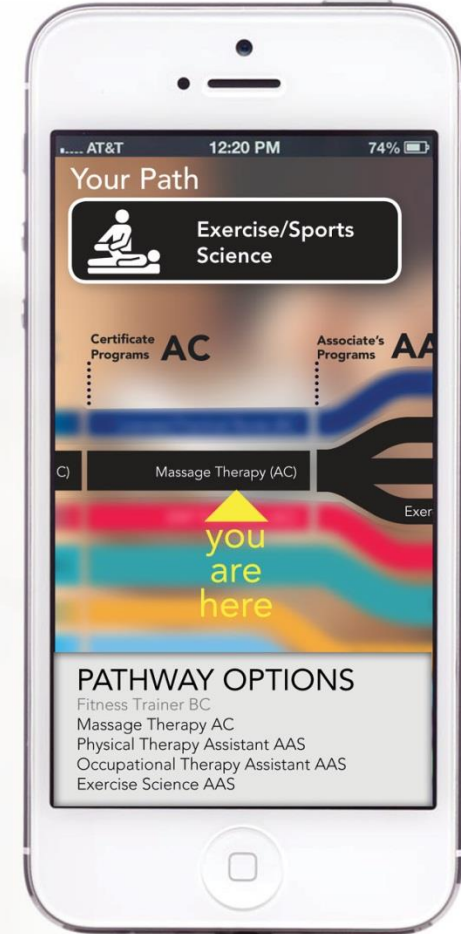 AT&T 12:20 PM 74%
Your Path
Exercise/Sports
Science
Certificate
Programs AC
Associate's
Programs AA
C)
Massage Therapy (AC)
Exer
you
are
here
PATHWAY OPTIONS
Fitness Trainer BC
Massage Therapy AC
Physical Therapy Assistant AAS
Occupational Therapy Assistant AAS
Exercise Science AAS